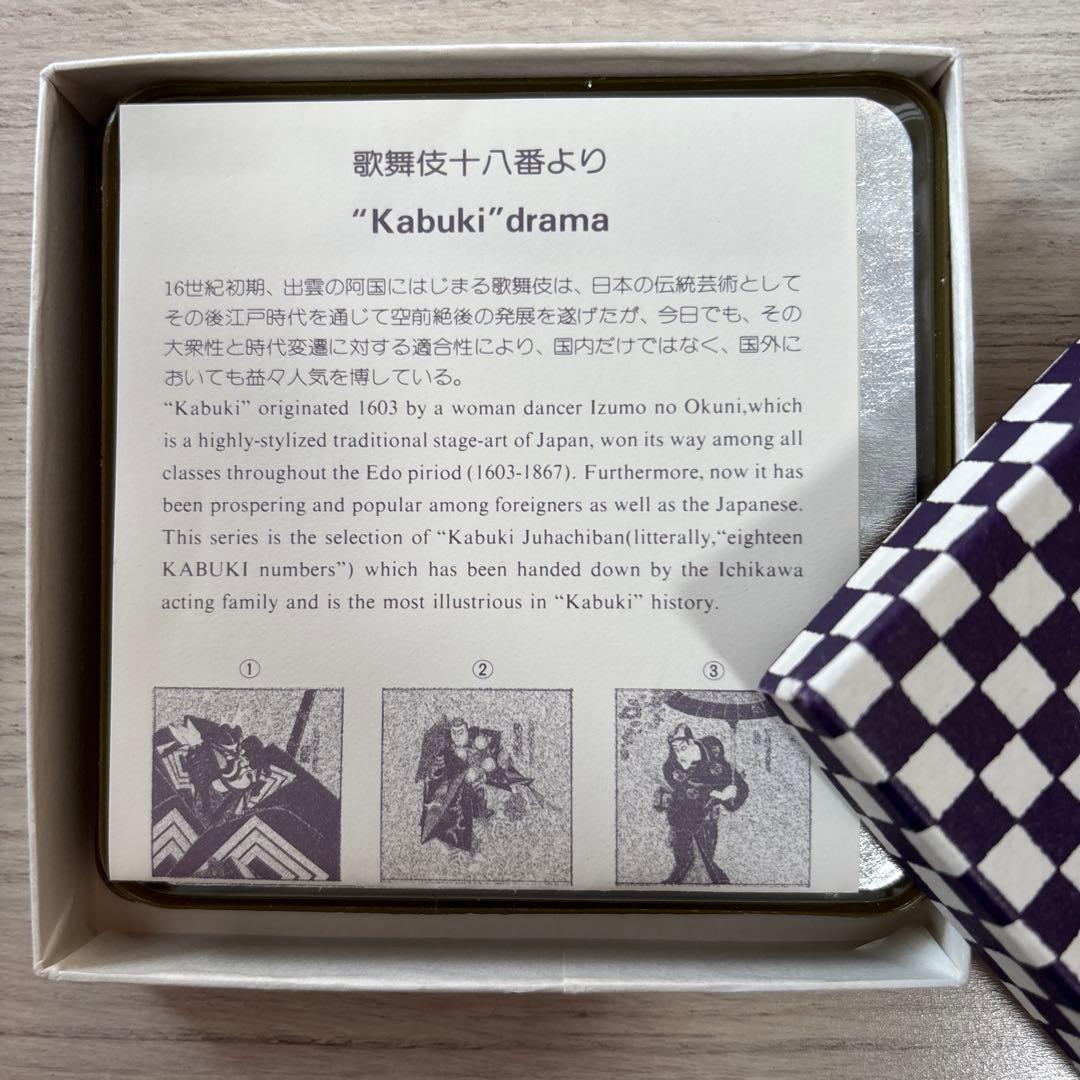 歌舞伎十八番より
“Kabuki”drama
16世紀初期、出雲の阿国にはじまる歌舞伎は、日本の伝統芸術として
その後江戸時代を通じて空前絶後の発展を遂げたが、今日でも、その
大衆性と時代変遷に対する適合性により、国内だけではなく、国外に
おいても益々人気を博している。
“Kabuki” originated 1603 by a woman dancer Izumo no Okuni,which
is a highly-stylized traditional stage-art of Japan, won its way among all
classes throughout the Edo piriod (1603-1867). Furthermore, now it has
been prospering and popular among foreigners as well as the Japanese.
This series is the selection of “Kabuki Juhachiban(litterally,“eighteen
KABUKI numbers”) which has been handed down by the Ichikawa
acting family and is the most illustrious in “Kabuki” history.
① ② ③